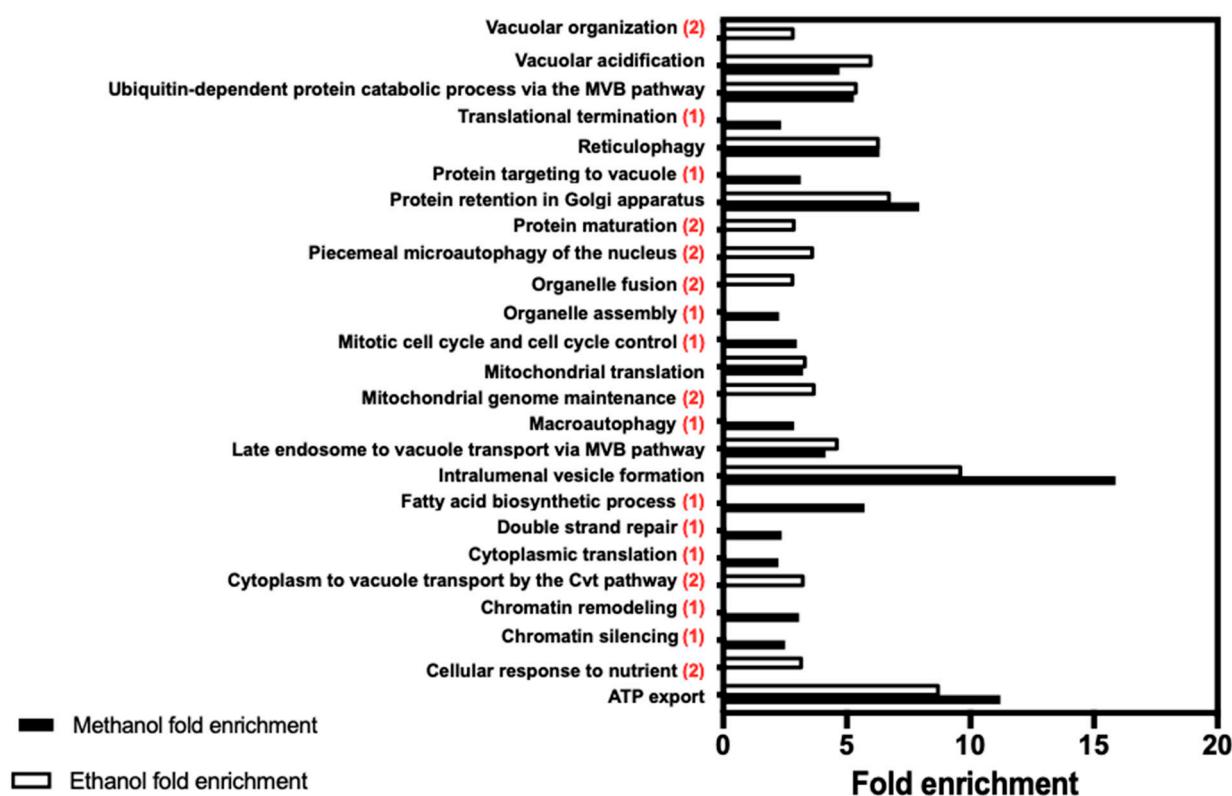 Vacuolar organization (2)
Vacuolar acidification
Ubiquitin-dependent protein catabolic process via the MVB pathway
Translational termination (1)
Reticulophagy
Protein targeting to vacuole (1)
Protein retention in Golgi apparatus
Protein maturation (2)
Piecemeal microautophagy of the nucleus (2)
Organelle fusion (2)
Organelle assembly (1)
Mitotic cell cycle and cell cycle control (1)
Mitochondrial translation
Mitochondrial genome maintenance (2)
Macroautophagy (1)
Late endosome to vacuole transport via MVB pathway
Intralumenal vesicle formation
Fatty acid biosynthetic process (1)
Double strand repair (1)
Cytoplasmic translation (1)
Cytoplasm to vacuole transport by the Cvt pathway (2)
Chromatin remodeling (1)
Chromatin silencing (1)
Cellular response to nutrient (2)
ATP export
0 5 10 15 20
Fold enrichment
Methanol fold enrichment
Ethanol fold enrichment